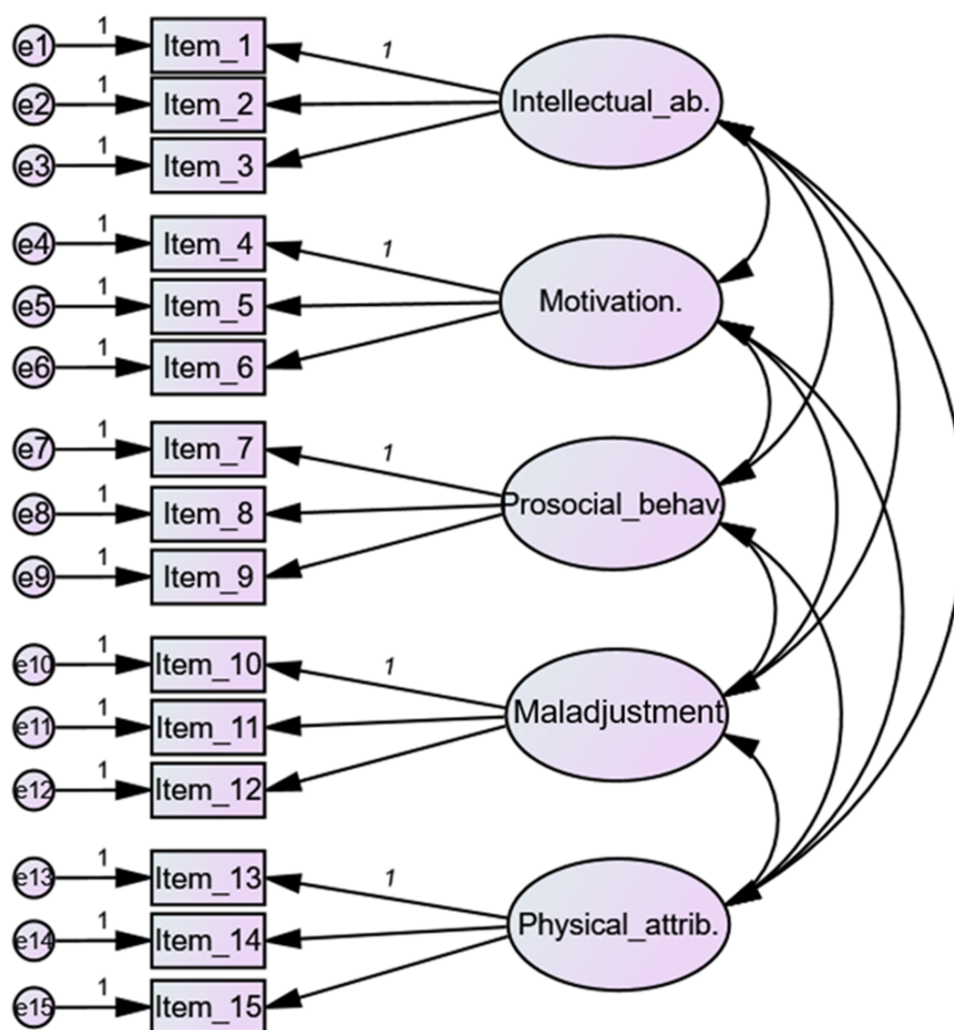 e1 1 Item_1 1 Intellectual_ab.
e2 1 Item_2
e3 1 Item_3
e4 1 Item_4 1 Motivation.
e5 1 Item_5
e6 1 Item_6
e7 1 Item_7 1 Prosocial_behav.
e8 1 Item_8
e9 1 Item_9
e10 1 Item_10 1 Maladjustment
e11 1 Item_11
e12 1 Item_12
e13 1 Item_13 1 Physical_attrib.
e14 1 Item_14
e15 1 Item_15